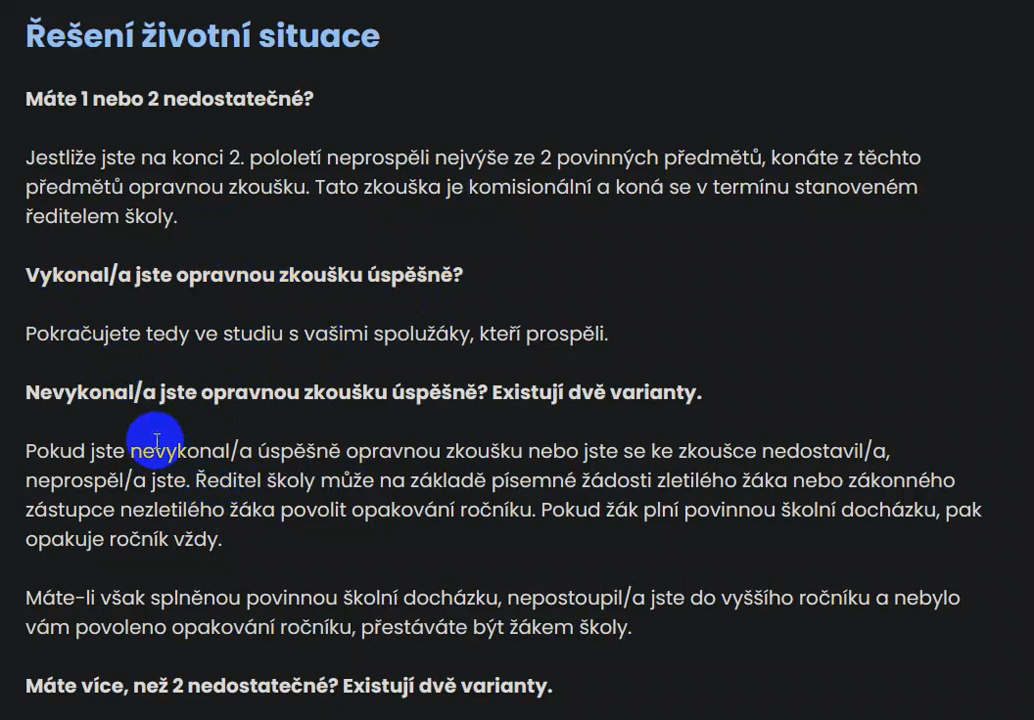 Řešení životní situace
Máte 1 nebo 2 nedostatečné?
Jestliže jste na konci 2. pololetí neprospěli nejvýše ze 2 povinných předmětů, konáte z těchto
předmětů opravnou zkoušku. Tato zkouška je komisionální a koná se v termínu stanoveném
ředitelem školy.
Vykonal/a jste opravnou zkoušku úspěšně?
Pokračujete tedy ve studiu s vašimi spolužáky, kteří prospěli.
Nevykonal/a jste opravnou zkoušku úspěšně? Existují dvě varianty.
Pokud jste nevykonal/a úspěšně opravnou zkoušku nebo jste se ke zkoušce nedostavil/a,
neprospěl/a jste. Ředitel školy může na základě písemné žádosti zletilého žáka nebo zákonného
zástupce nezletilého žáka povolit opakování ročníku. Pokud žák plní povinnou školní docházku, pak
opakuje ročník vždy.
Máte-li však splněnou povinnou školní docházku, nepostoupil/a jste do vyššího ročníku a nebylo
vám povoleno opakování ročníku, přestáváte být žákem školy.
Máte více, než 2 nedostatečné? Existují dvě varianty.